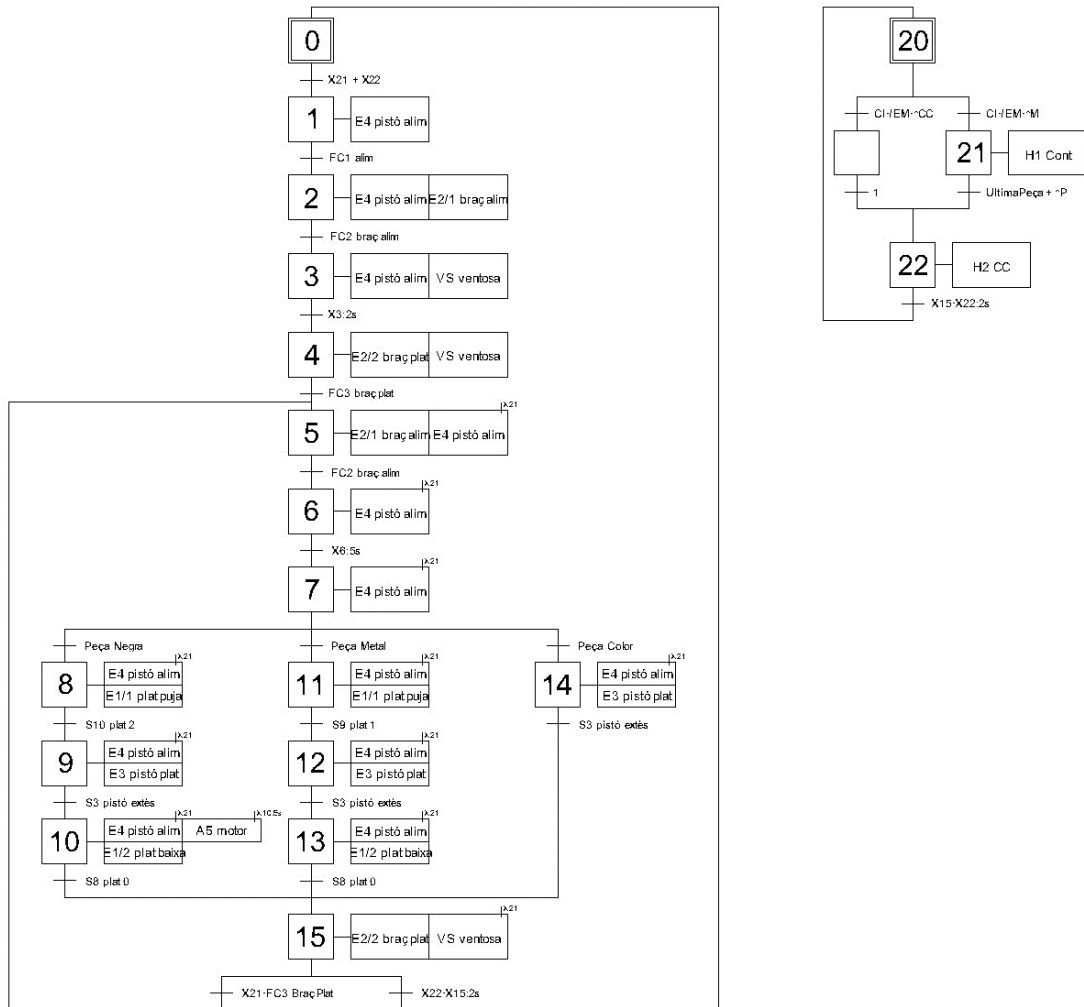 0
X21 + X22
1
E4 pistó alim
FC1 alim
2
E4 pistó alim
E2/1 braç alim
FC2 braç alim
3
E4 pistó alim
VS ventosa
X3:2s
4
E2/2 braç plat
VS ventosa
FC3 braç plat
5
E2/1 braç alim
E4 pistó alim
X21
FC2 braç alim
6
E4 pistó alim
X21
X6:5s
7
E4 pistó alim
X21
Peça Negra
8
E4 pistó alim
X21
E1/1 plat puja
S10 plat 2
9
E4 pistó alim
X21
E3 pistó plat
S3 pistó extès
10
E4 pistó alim
X21
A5 motor
E1/2 plat baixa
S8 plat 0
Peça Metal
11
E4 pistó alim
X21
E1/1 plat puja
S9 plat 1
12
E4 pistó alim
X21
E3 pistó plat
S3 pistó extès
13
E4 pistó alim
X21
E1/2 plat baixa
S8 plat 0
Peça Color
14
E4 pistó alim
X21
E3 pistó plat
S3 pistó extès
15
E2/2 braç plat
VS ventosa
X21
X21·FC3 Braç Plat
X22·X15:2s
20
CI·/EM·↑CC
CI·/EM·↑M
21
H1 Cont
1
UltimaPeça + ↑P
22
H2 CC
X15·X22:2s